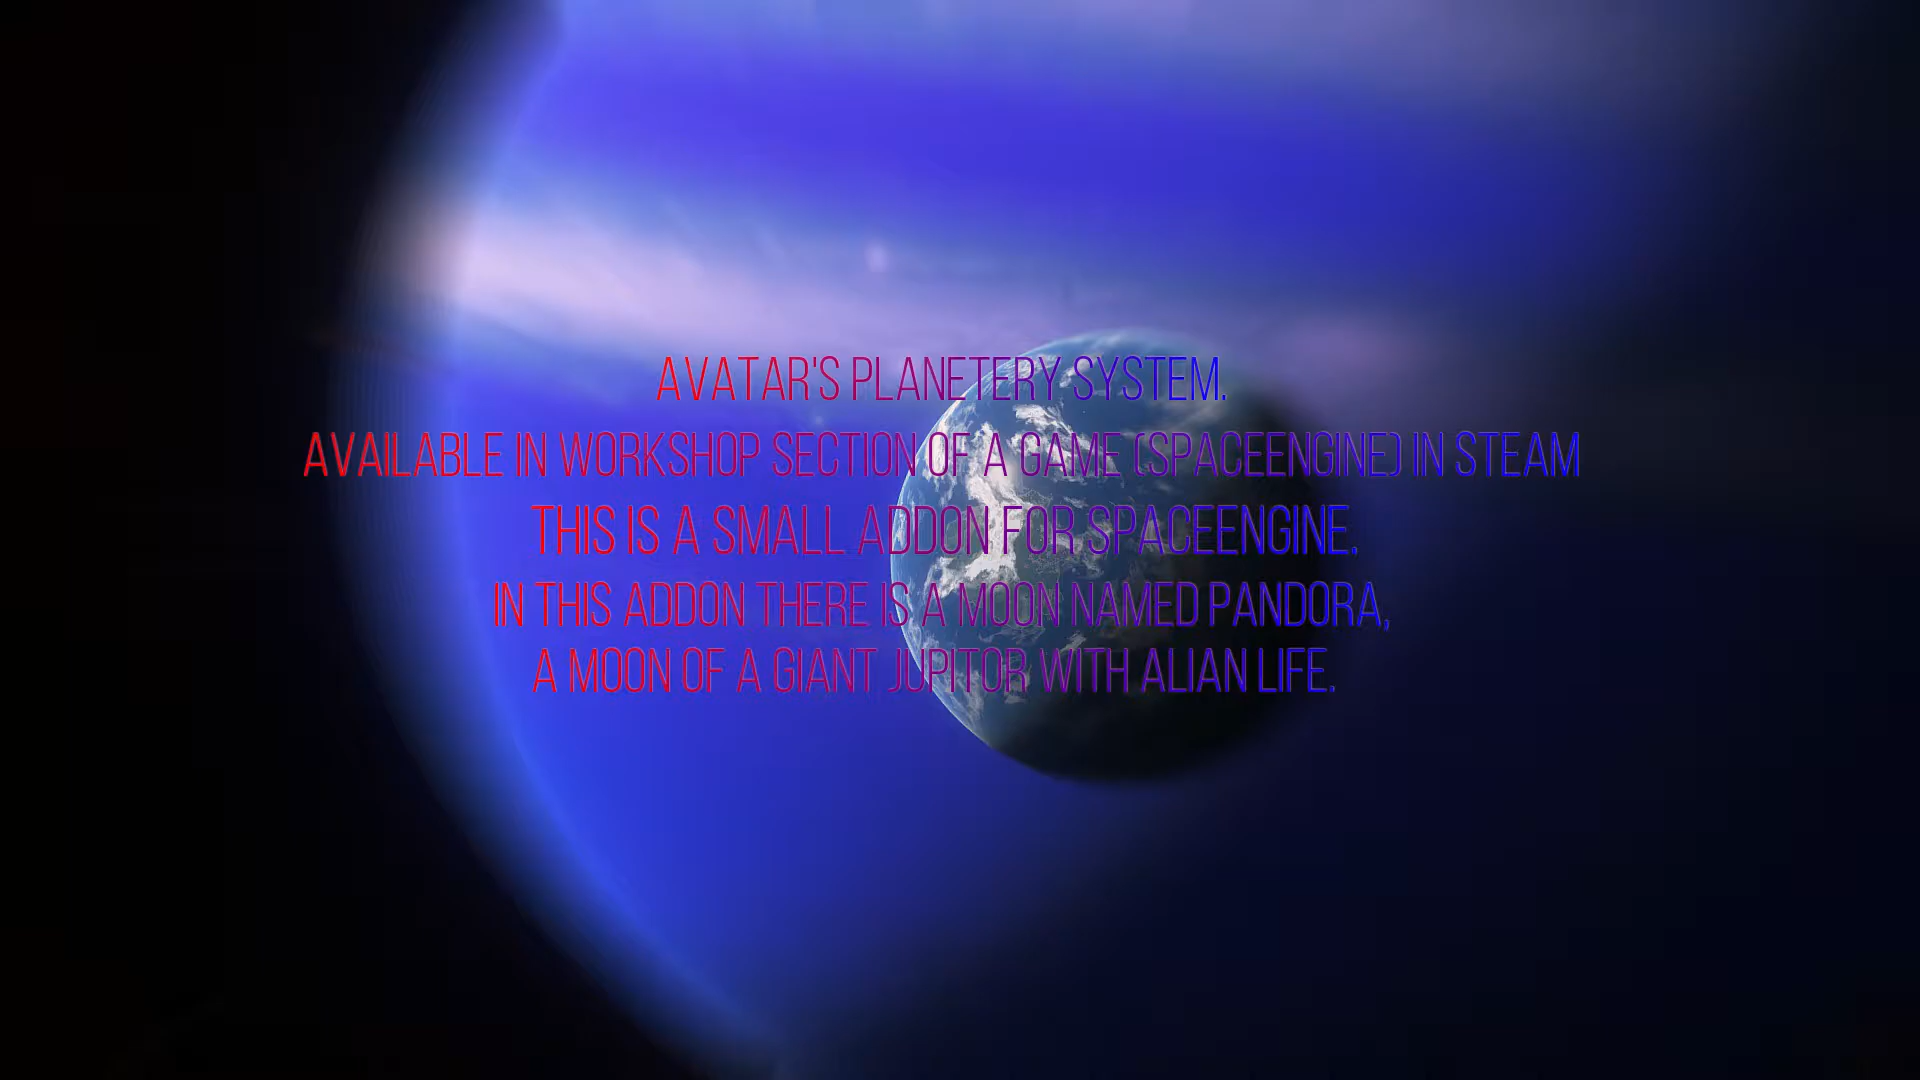 AVATAR'S PLANETERY SYSTEM.
AVAILABLE IN WORKSHOP SECTION OF A GAME (SPACEENGINE) IN STEAM
THIS IS A SMALL ADDON FOR SPACEENGINE.
IN THIS ADDON THERE IS A MOON NAMED PANDORA,
A MOON OF A GIANT JUPITOR WITH ALIAN LIFE.